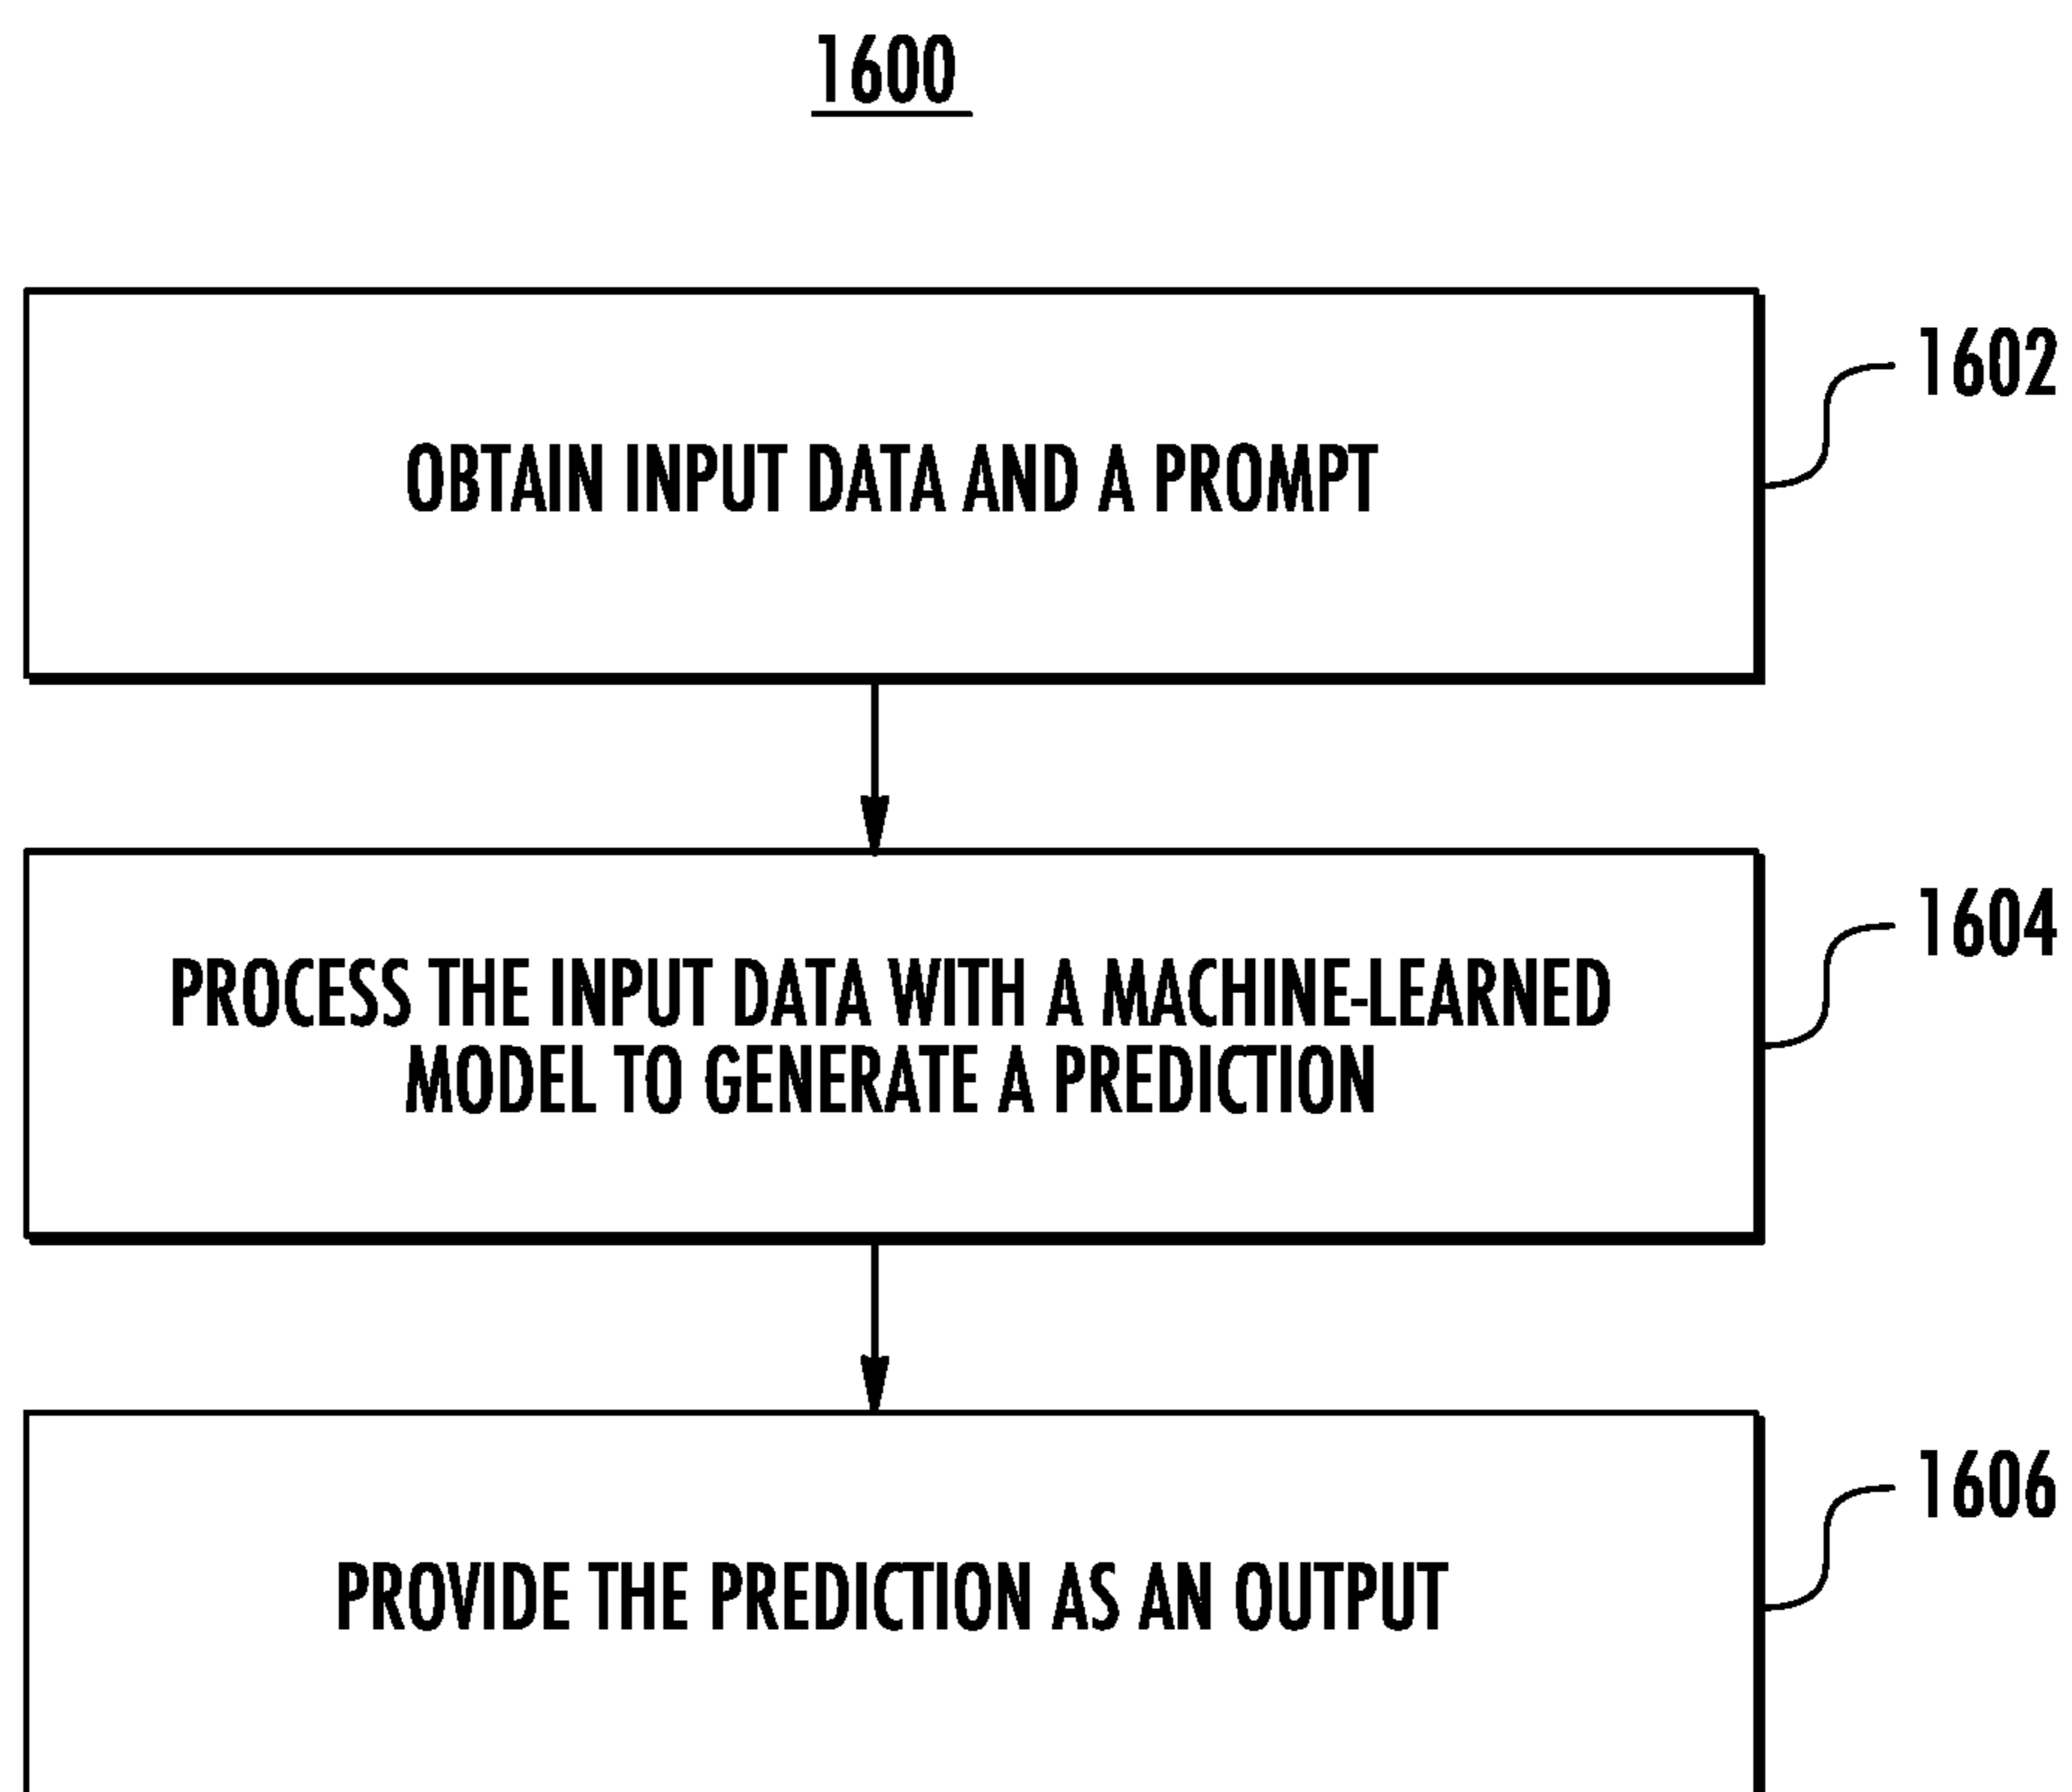 1600
OBTAIN INPUT DATA AND A PROMPT
1602
PROCESS THE INPUT DATA WITH A MACHINE-LEARNED
MODEL TO GENERATE A PREDICTION
1604
PROVIDE THE PREDICTION AS AN OUTPUT
1606